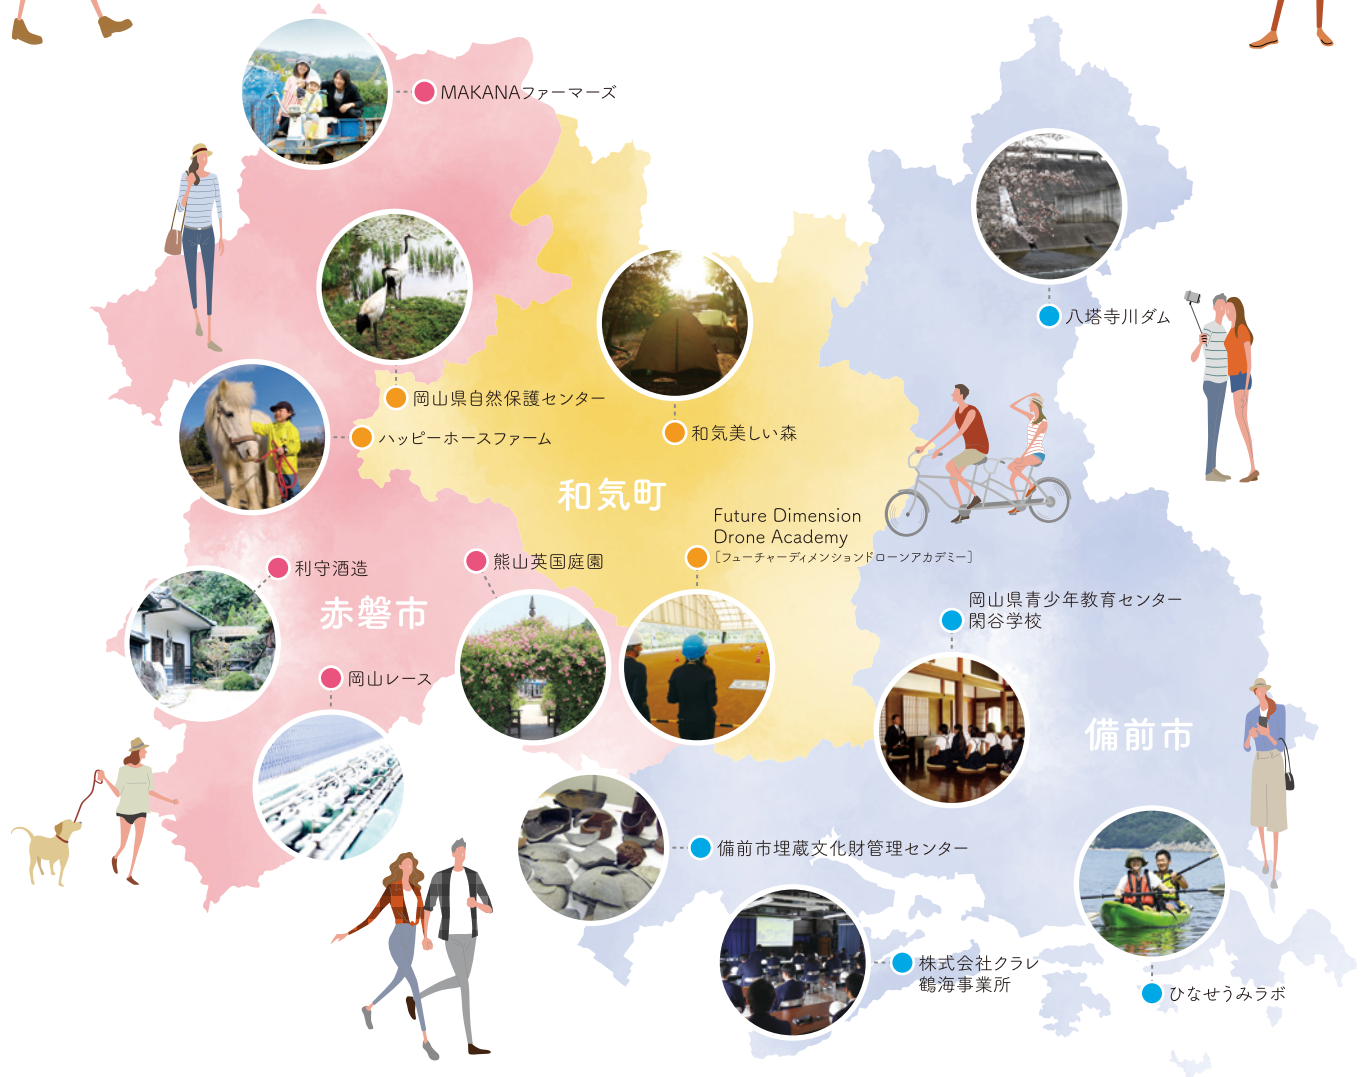 MAKANAファーマーズ
八塔寺川ダム
岡山県自然保護センター
ハッピーホースファーム
和気美しい森
和気町
Future Dimension
Drone Academy
［フューチャーディメンションドローンアカデミー］
利守酒造
熊山英国庭園
赤磐市
岡山県青少年教育センター
閑谷学校
岡山レース
備前市
備前市埋蔵文化財管理センター
株式会社クラレ
鶴海事業所
ひなせうみラボ